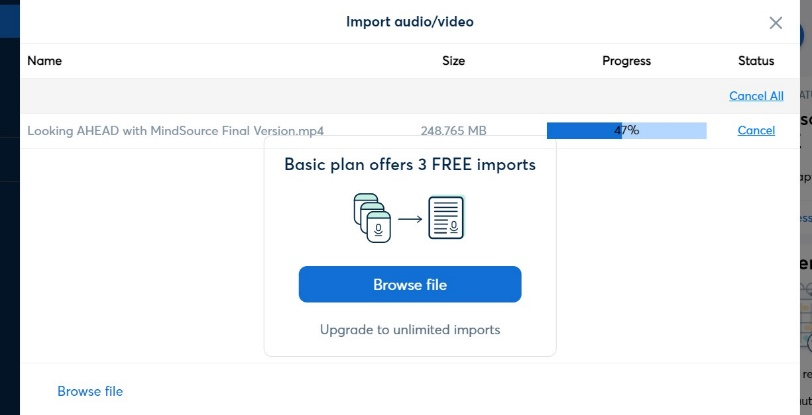 Import audio/video
Name Size Progress Status
Cancel All
Looking AHEAD with MindSource Final Version.mp4 248.765 MB 47% Cancel
Basic plan offers 3 FREE imports
Browse file
Upgrade to unlimited imports
Browse file